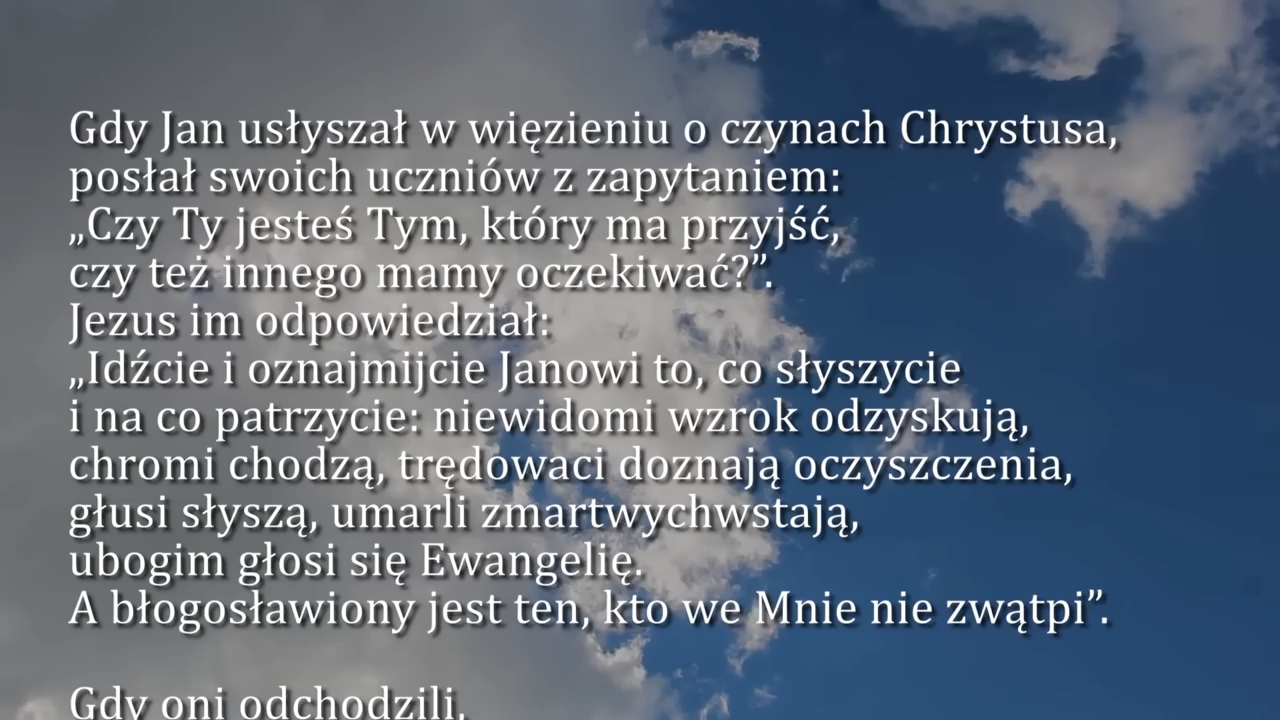 Gdy Jan usłyszał w więzieniu o czynach Chrystusa,
posłał swoich uczniów z zapytaniem:
„Czy Ty jesteś Tym, który ma przyjść,
czy też innego mamy oczekiwać?”.
Jezus im odpowiedział:
„Idźcie i oznajmijcie Janowi to, co słyszycie
i na co patrzycie: niewidomi wzrok odzyskują,
chromi chodzą, trędowaci doznają oczyszczenia,
głusi słyszą, umarli zmartwychwstają,
ubogim głosi się Ewangelię.
A błogosławiony jest ten, kto we Mnie nie zwątpi”.
Gdy oni odchodzili,